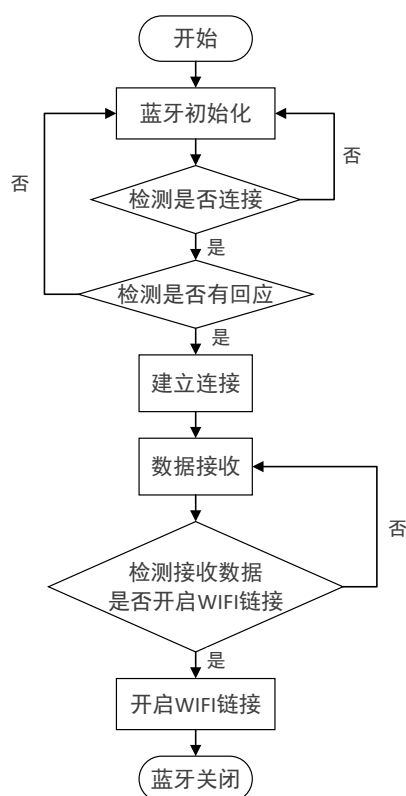 开始
蓝牙初始化
否
检测是否连接
否
是
检测是否有回应
是
建立连接
数据接收
否
检测接收数据
是否开启WIFI链接
是
开启WIFI链接
蓝牙关闭